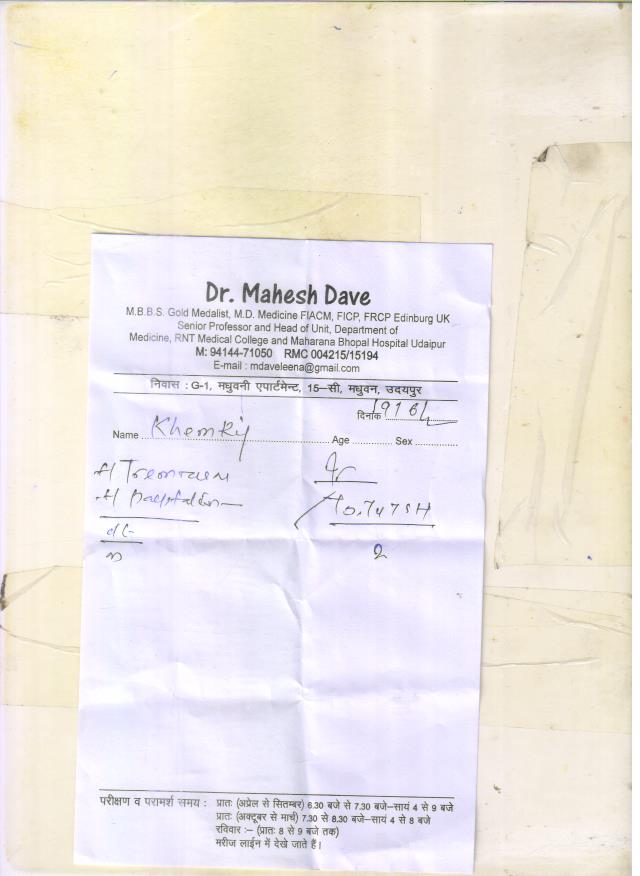 Dr. Mahesh Dave
M.B.B.S. Gold Medalist, M.D. Medicine FIACM, FICP, FRCP Edinburg UK
Senior Professor and Head of Unit, Department of
Medicine, RNT Medical College and Maharana Bhopal Hospital Udaipur
M: 94144-71050 RMC 004215/15194
E-mail : mdaveleena@gmail.com
निवास : G-1, मधुवनी एपार्टमेन्ट, 15–सी, मधुवन, उदयपुर
दिनांक
Name Age Sex
परीक्षण व परामर्श समय : प्रातः (अप्रेल से सितम्बर) 6.30 बजे से 7.30 बजे–सायं 4 से 9 बजे
प्रातः (अक्टूबर से मार्च) 7.30 से 8.30 बजे–सायं 4 से 8 बजे
रविवार :– (प्रातः 8 से 9 बजे तक)
मरीज लाईन में देखे जाते हैं।